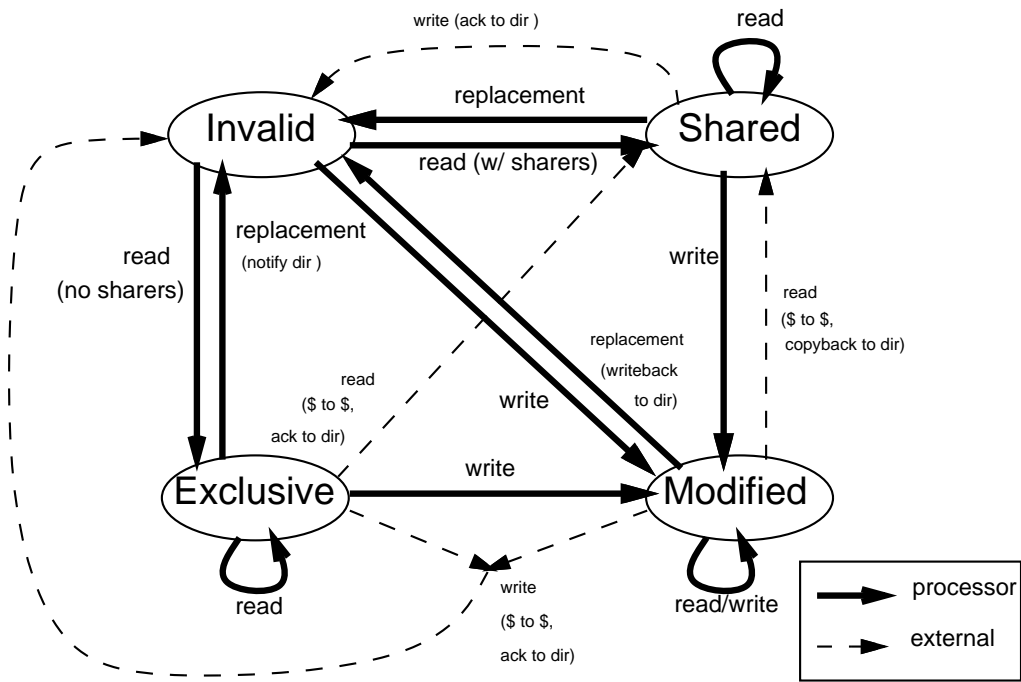 write (ack to dir )
read
replacement
Invalid
Shared
read (w/ sharers)
replacement
(notify dir )
read
(no sharers)
write
read
($ to $,
copyback to dir)
replacement
(writeback
to dir)
read
($ to $,
ack to dir)
write
write
Exclusive
Modified
read
write
($ to $,
ack to dir)
read/write
processor
external